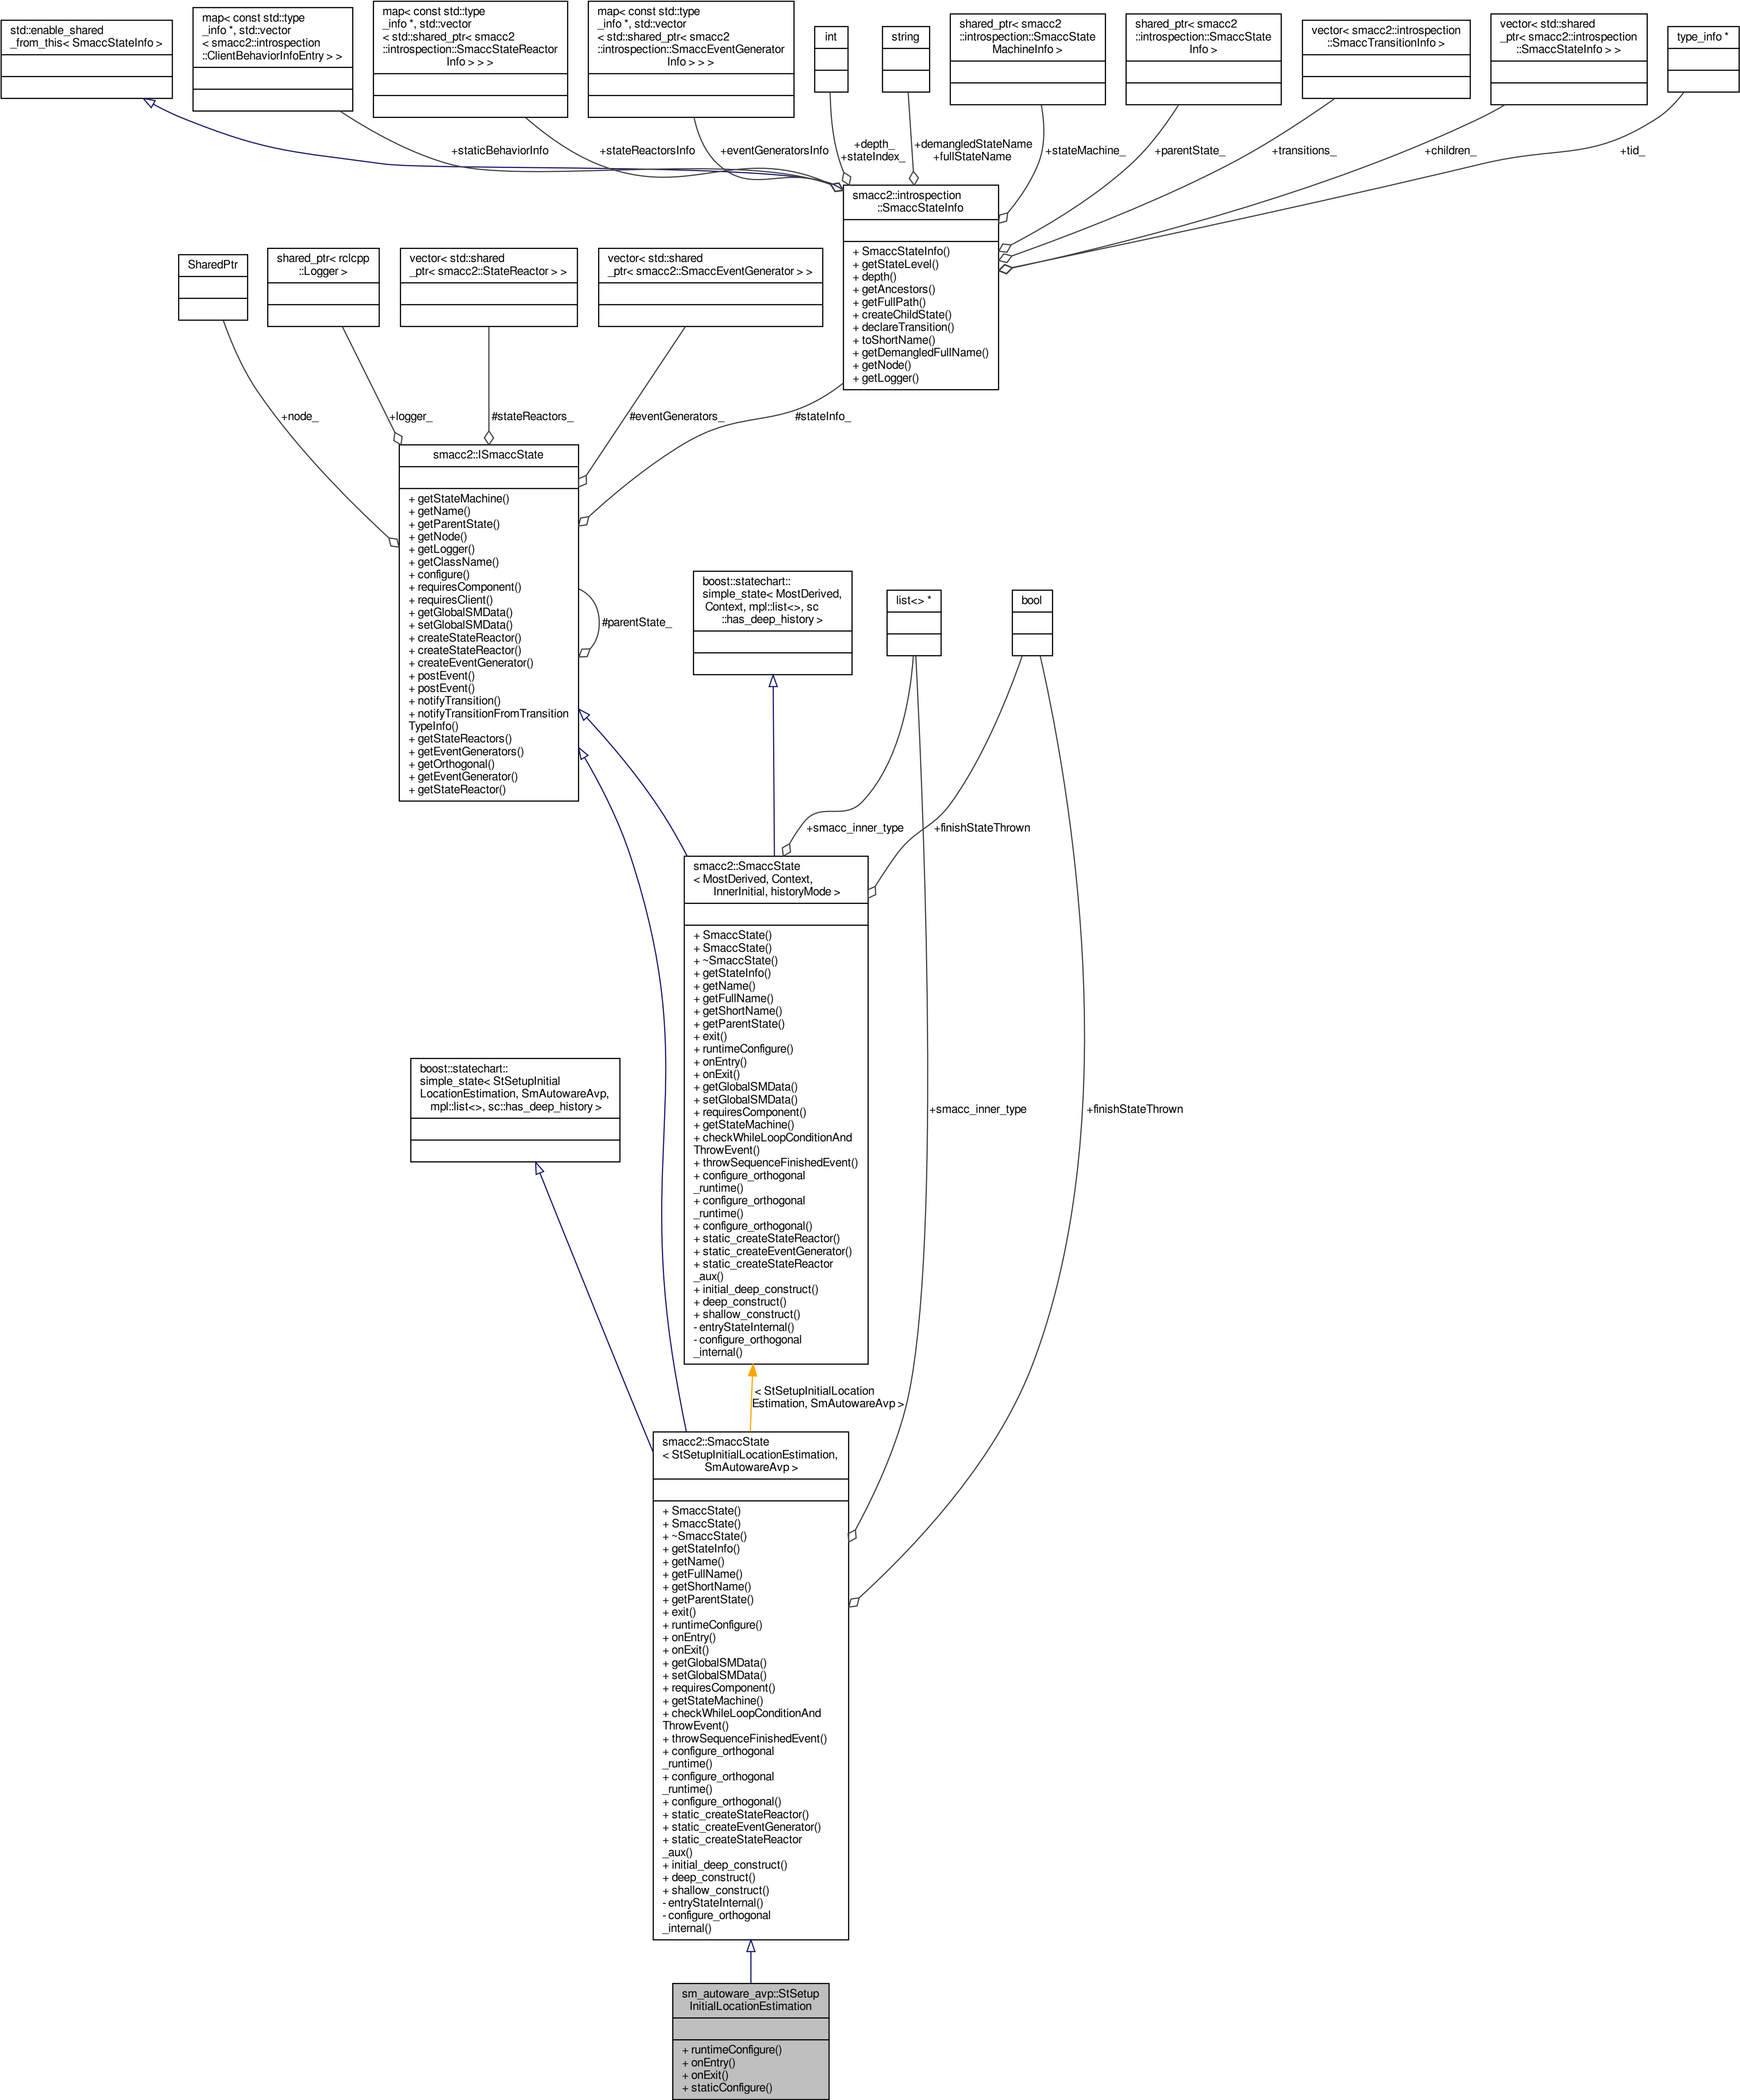 std::enable_shared
_from_this< SmaccStateInfo >
map< const std::type
_info *, std::vector
< smacc2::introspection
::ClientBehaviorInfoEntry > >
map< const std::type
_info *, std::vector
< std::shared_ptr< smacc2
::introspection::SmaccStateReactor
Info > > >
map< const std::type
_info *, std::vector
< std::shared_ptr< smacc2
::introspection::SmaccEventGenerator
Info > > >
int
string
shared_ptr< smacc2
::introspection::SmaccState
MachineInfo >
shared_ptr< smacc2
::introspection::SmaccState
Info >
vector< smacc2::introspection
::SmaccTransitionInfo >
vector< std::shared
_ptr< smacc2::introspection
::SmaccStateInfo > >
type_info *
+staticBehaviorInfo
+stateReactorsInfo
+eventGeneratorsInfo
+depth_
+stateIndex_
+demangledStateName
+fullStateName
+stateMachine_
+parentState_
+transitions_
+children_
+tid_
smacc2::introspection
::SmaccStateInfo
+ SmaccStateInfo()
+ getStateLevel()
+ depth()
+ getAncestors()
+ getFullPath()
+ createChildState()
+ declareTransition()
+ toShortName()
+ getDemangledFullName()
+ getNode()
+ getLogger()
SharedPtr
shared_ptr< rclcpp
::Logger >
vector< std::shared
_ptr< smacc2::StateReactor > >
vector< std::shared
_ptr< smacc2::SmaccEventGenerator > >
+node_
+logger_
#stateReactors_
#eventGenerators_
#stateInfo_
smacc2::ISmaccState
+ getStateMachine()
+ getName()
+ getParentState()
+ getNode()
+ getLogger()
+ getClassName()
+ configure()
+ requiresComponent()
+ requiresClient()
+ getGlobalSMData()
+ setGlobalSMData()
+ createStateReactor()
+ createStateReactor()
+ createEventGenerator()
+ postEvent()
+ postEvent()
+ notifyTransition()
+ notifyTransitionFromTransition
TypeInfo()
+ getStateReactors()
+ getEventGenerators()
+ getOrthogonal()
+ getEventGenerator()
+ getStateReactor()
#parentState_
boost::statechart::
simple_state< MostDerived,
Context, mpl::list<>, sc
::has_deep_history >
list<> *
bool
+smacc_inner_type
+finishStateThrown
smacc2::SmaccState
< MostDerived, Context,
InnerInitial, historyMode >
+ SmaccState()
+ SmaccState()
+ ~SmaccState()
+ getStateInfo()
+ getName()
+ getFullName()
+ getShortName()
+ getParentState()
+ exit()
+ runtimeConfigure()
+ onEntry()
+ onExit()
+ getGlobalSMData()
+ setGlobalSMData()
+ requiresComponent()
+ getStateMachine()
+ checkWhileLoopConditionAnd
ThrowEvent()
+ throwSequenceFinishedEvent()
+ configure_orthogonal
_runtime()
+ configure_orthogonal
_runtime()
+ configure_orthogonal()
+ static_createStateReactor()
+ static_createEventGenerator()
+ static_createStateReactor
_aux()
+ initial_deep_construct()
+ deep_construct()
+ shallow_construct()
- entryStateInternal()
- configure_orthogonal
_internal()
boost::statechart::
simple_state< StSetupInitial
LocationEstimation, SmAutowareAvp,
mpl::list<>, sc::has_deep_history >
+smacc_inner_type
+finishStateThrown
< StSetupInitialLocation
Estimation, SmAutowareAvp >
smacc2::SmaccState
< StSetupInitialLocationEstimation,
SmAutowareAvp >
+ SmaccState()
+ SmaccState()
+ ~SmaccState()
+ getStateInfo()
+ getName()
+ getFullName()
+ getShortName()
+ getParentState()
+ exit()
+ runtimeConfigure()
+ onEntry()
+ onExit()
+ getGlobalSMData()
+ setGlobalSMData()
+ requiresComponent()
+ getStateMachine()
+ checkWhileLoopConditionAnd
ThrowEvent()
+ throwSequenceFinishedEvent()
+ configure_orthogonal
_runtime()
+ configure_orthogonal
_runtime()
+ configure_orthogonal()
+ static_createStateReactor()
+ static_createEventGenerator()
+ static_createStateReactor
_aux()
+ initial_deep_construct()
+ deep_construct()
+ shallow_construct()
- entryStateInternal()
- configure_orthogonal
_internal()
sm_autoware_avp::StSetup
InitialLocationEstimation
+ runtimeConfigure()
+ onEntry()
+ onExit()
+ staticConfigure()